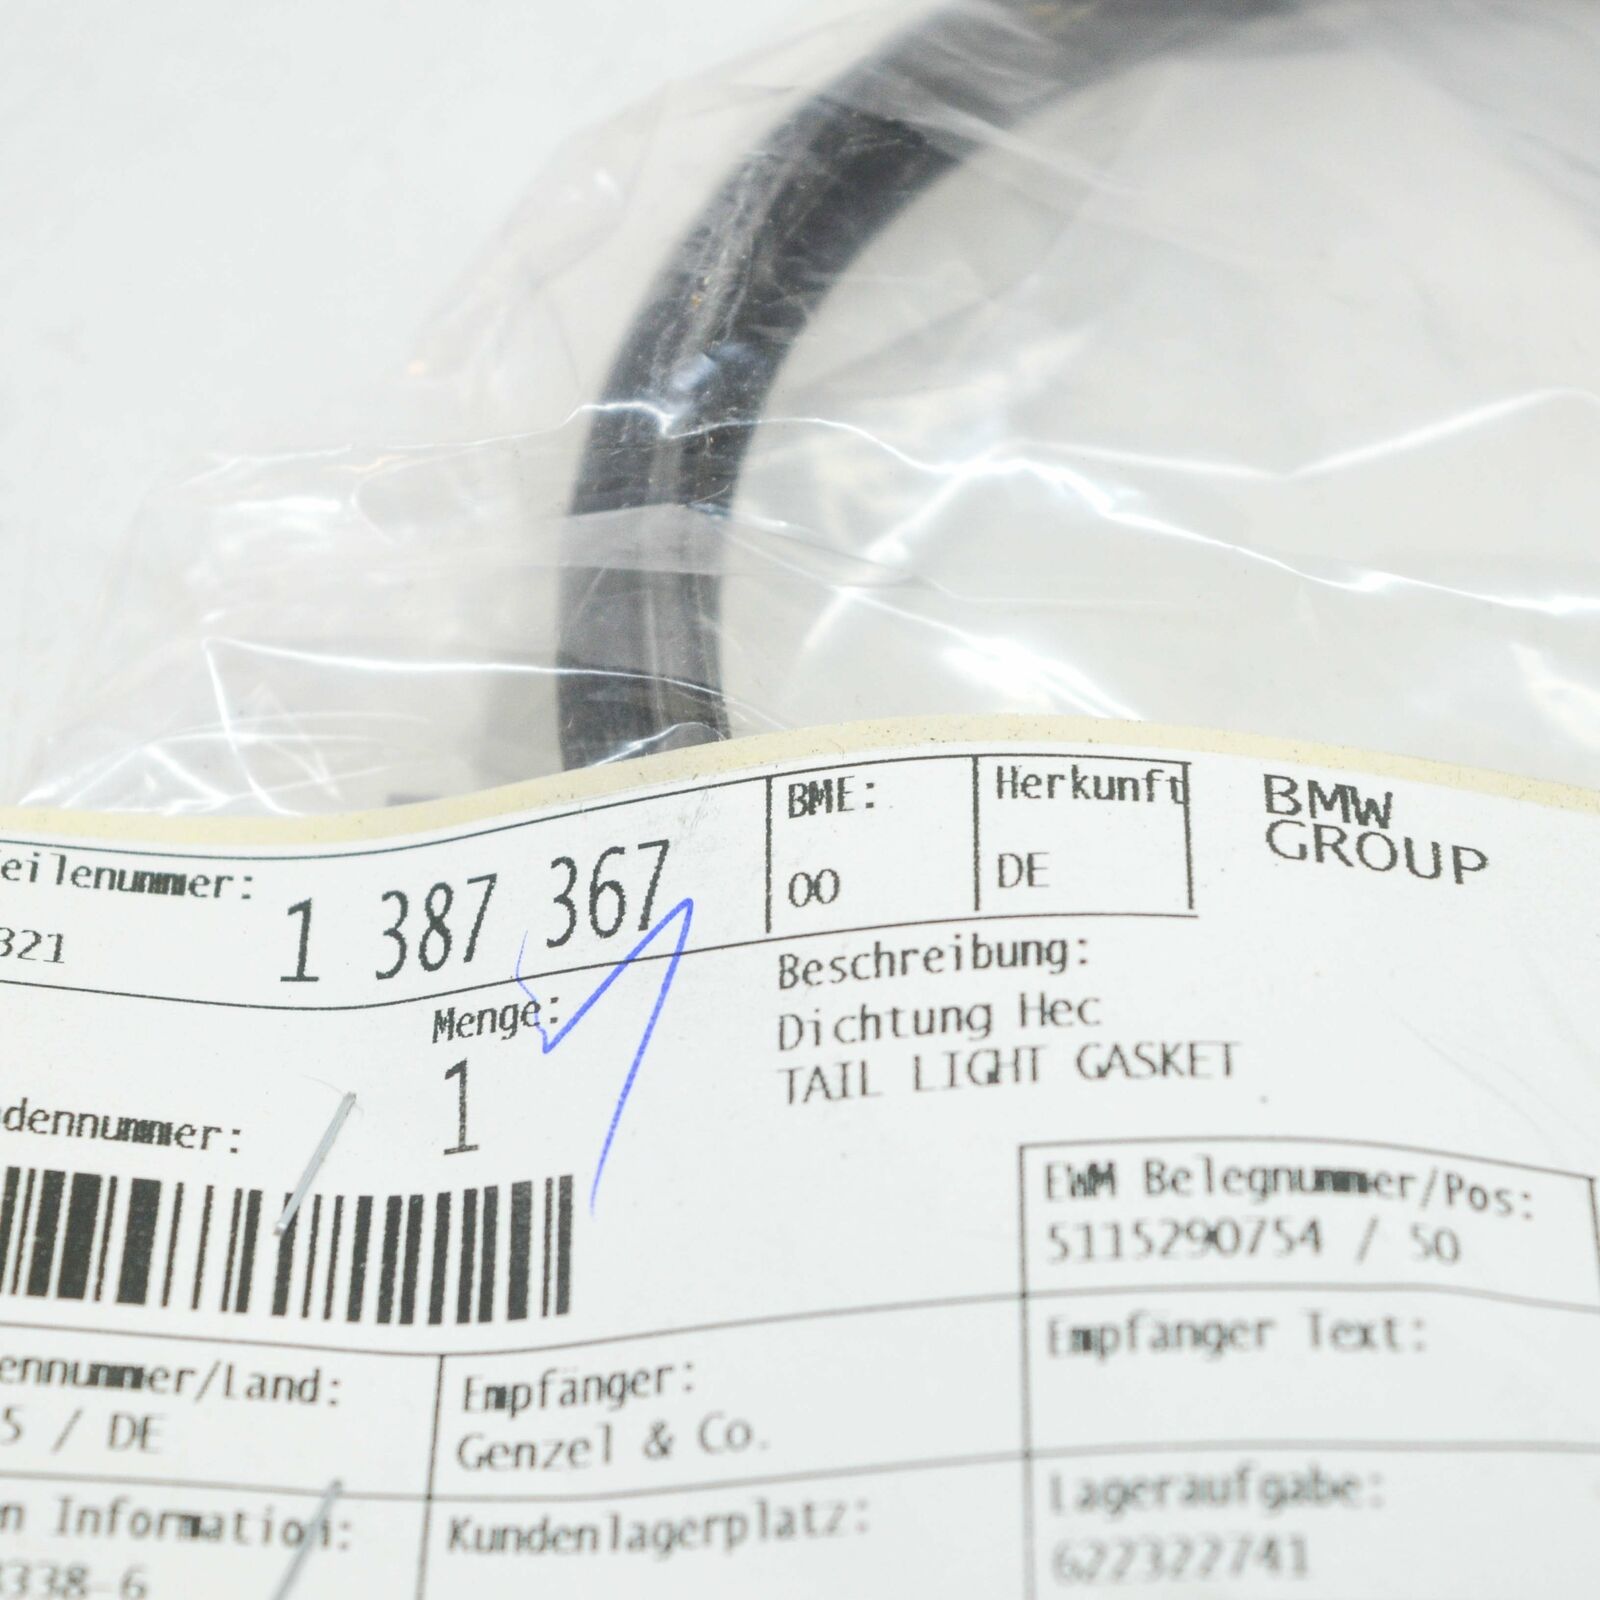 eilenummer: 1 387 367
321
BME:
00
Herkunft
DE
BMW
GROUP
Menge:
1
Beschreibung:
Dichtung Hec
TAIL LIGHT GASKET
dennummer:
EWM Belegnummer/Pos:
5115290754 / 50
ennummer/Land:
5 / DE
Empfänger:
Genzel & Co.
Empfänger Text:
n Information:
3338-6
Kundenlagerplatz:
Lageraufgabe:
622322741